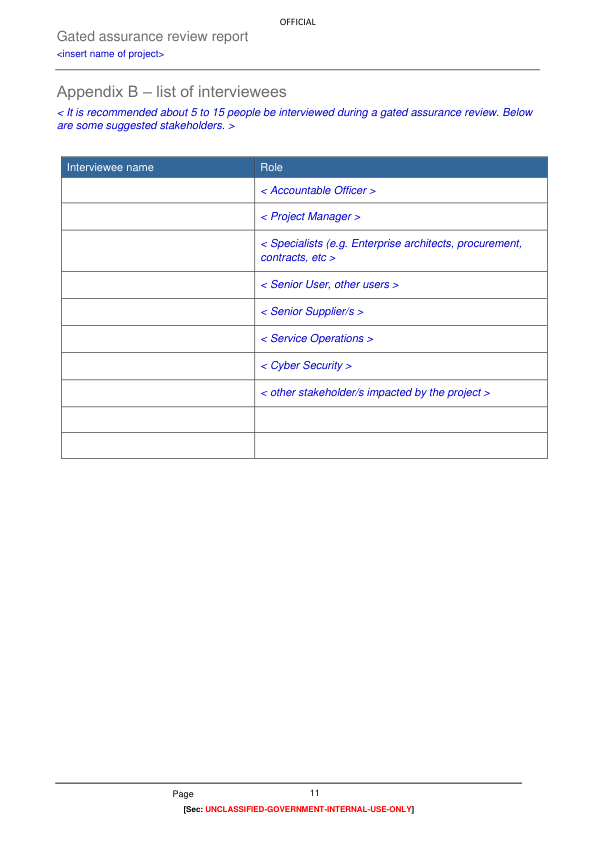 OFFICIAL
Gated assurance review report
<insert name of project>
Appendix B – list of interviewees
< It is recommended about 5 to 15 people be interviewed during a gated assurance review. Below
are some suggested stakeholders. >
Interviewee name Role
< Accountable Officer >
< Project Manager >
< Specialists (e.g. Enterprise architects, procurement,
contracts, etc >
< Senior User, other users >
< Senior Supplier/s >
< Service Operations >
< Cyber Security >
< other stakeholder/s impacted by the project >
Page 11
[Sec: UNCLASSIFIED-GOVERNMENT-INTERNAL-USE-ONLY]